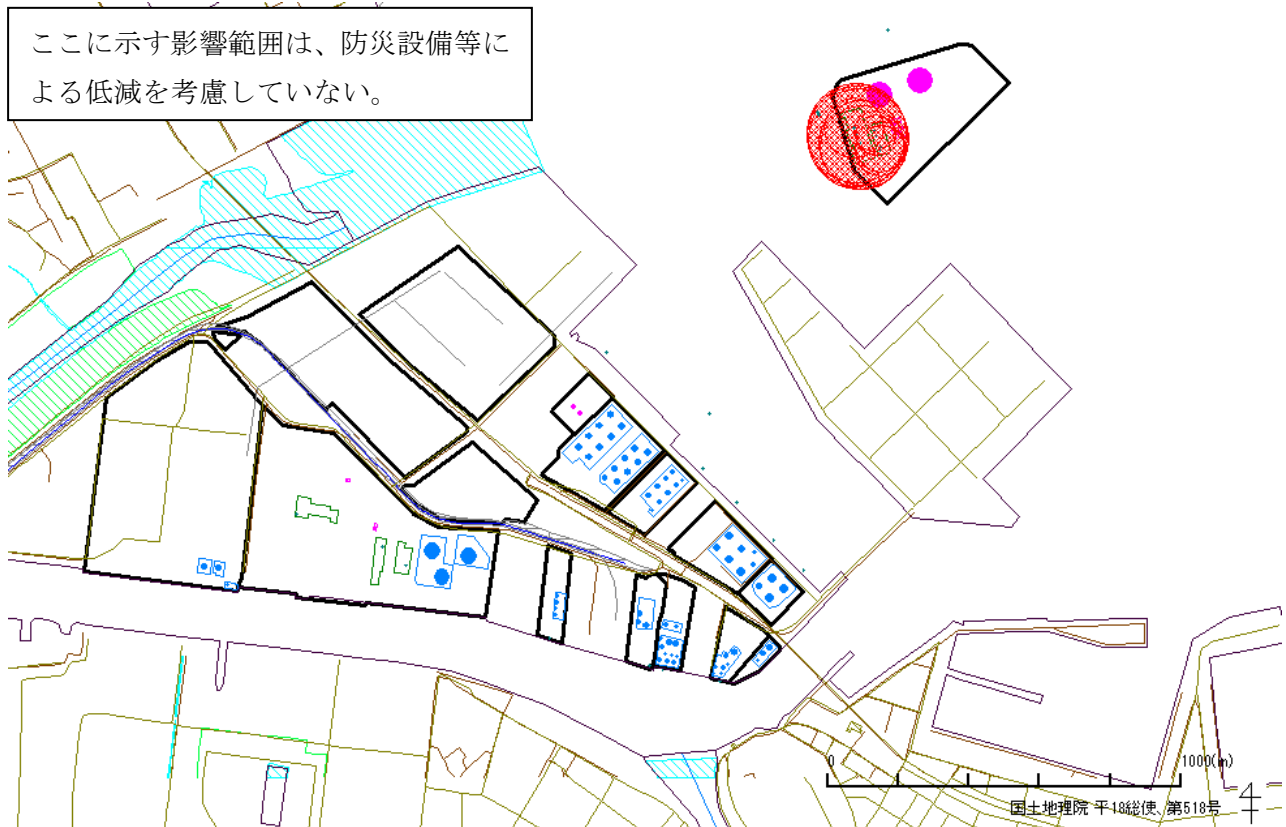 ここに示す影響範囲は、防災設備等に
よる低減を考慮していない。
0 1000(m)
国土地理院 平18総使、第518号